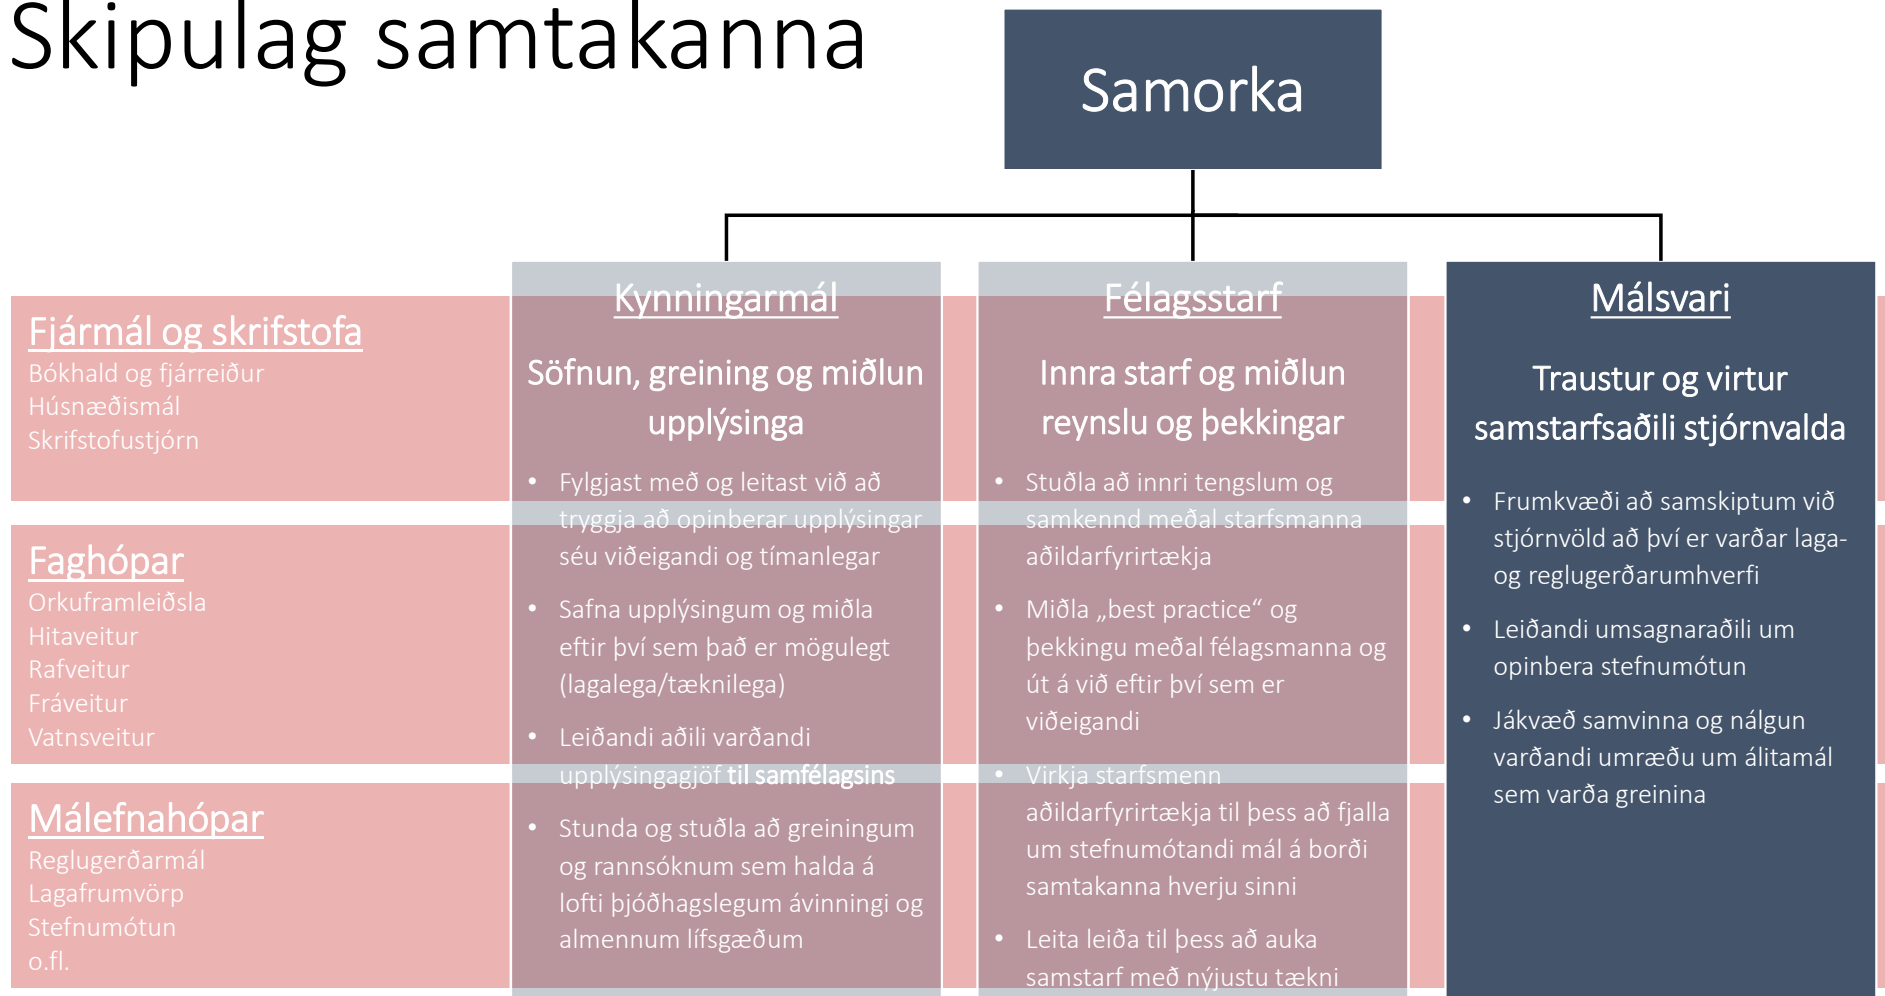 Skipulag samtakanna
Samorka
Fjármál og skrifstofa
Bókhald og fjárreiður
Húsnæðismál
Skrifstofustjórn
Faghópar
Orkuframleiðsla
Hitaveitur
Rafveitur
Fráveitur
Vatnsveitur
Málefnahópar
Reglugerðarmál
Lagafrumvörp
Stefnumótun
o.fl.
Kynningarmál
Söfnun, greining og miðlun
upplýsinga
• Fylgjast með og leitast við að
tryggja að opinberar upplýsingar
séu viðeigandi og tímanlegar
• Safna upplýsingum og miðla
eftir því sem það er mögulegt
(lagalega/tæknilega)
• Leiðandi aðili varðandi
upplýsingagjöf til samfélagsins
• Stunda og stuðla að greiningum
og rannsóknum sem halda á
lofti þjóðhagslegum ávinningi og
almennum lífsgæðum
Félagsstarf
Innra starf og miðlun
reynslu og þekkingar
• Stuðla að innri tengslum og
samkennd meðal starfsmanna
aðildarfyrirtækja
• Miðla „best practice“ og
þekkingu meðal félagsmanna og
út á við eftir því sem er
viðeigandi
• Virkja starfsmenn
aðildarfyrirtækja til þess að fjalla
um stefnumótandi mál á borði
samtakanna hverju sinni
• Leita leiða til þess að auka
samstarf með nýjustu tækni
Málsvari
Traustur og virtur
samstarfsaðili stjórnvalda
• Frumkvæði að samskiptum við
stjórnvöld að því er varðar laga-
og reglugerðarumhverfi
• Leiðandi umsagnaraðili um
opinbera stefnumótun
• Jákvæð samvinna og nálgun
varðandi umræðu um álitamál
sem varða greinina